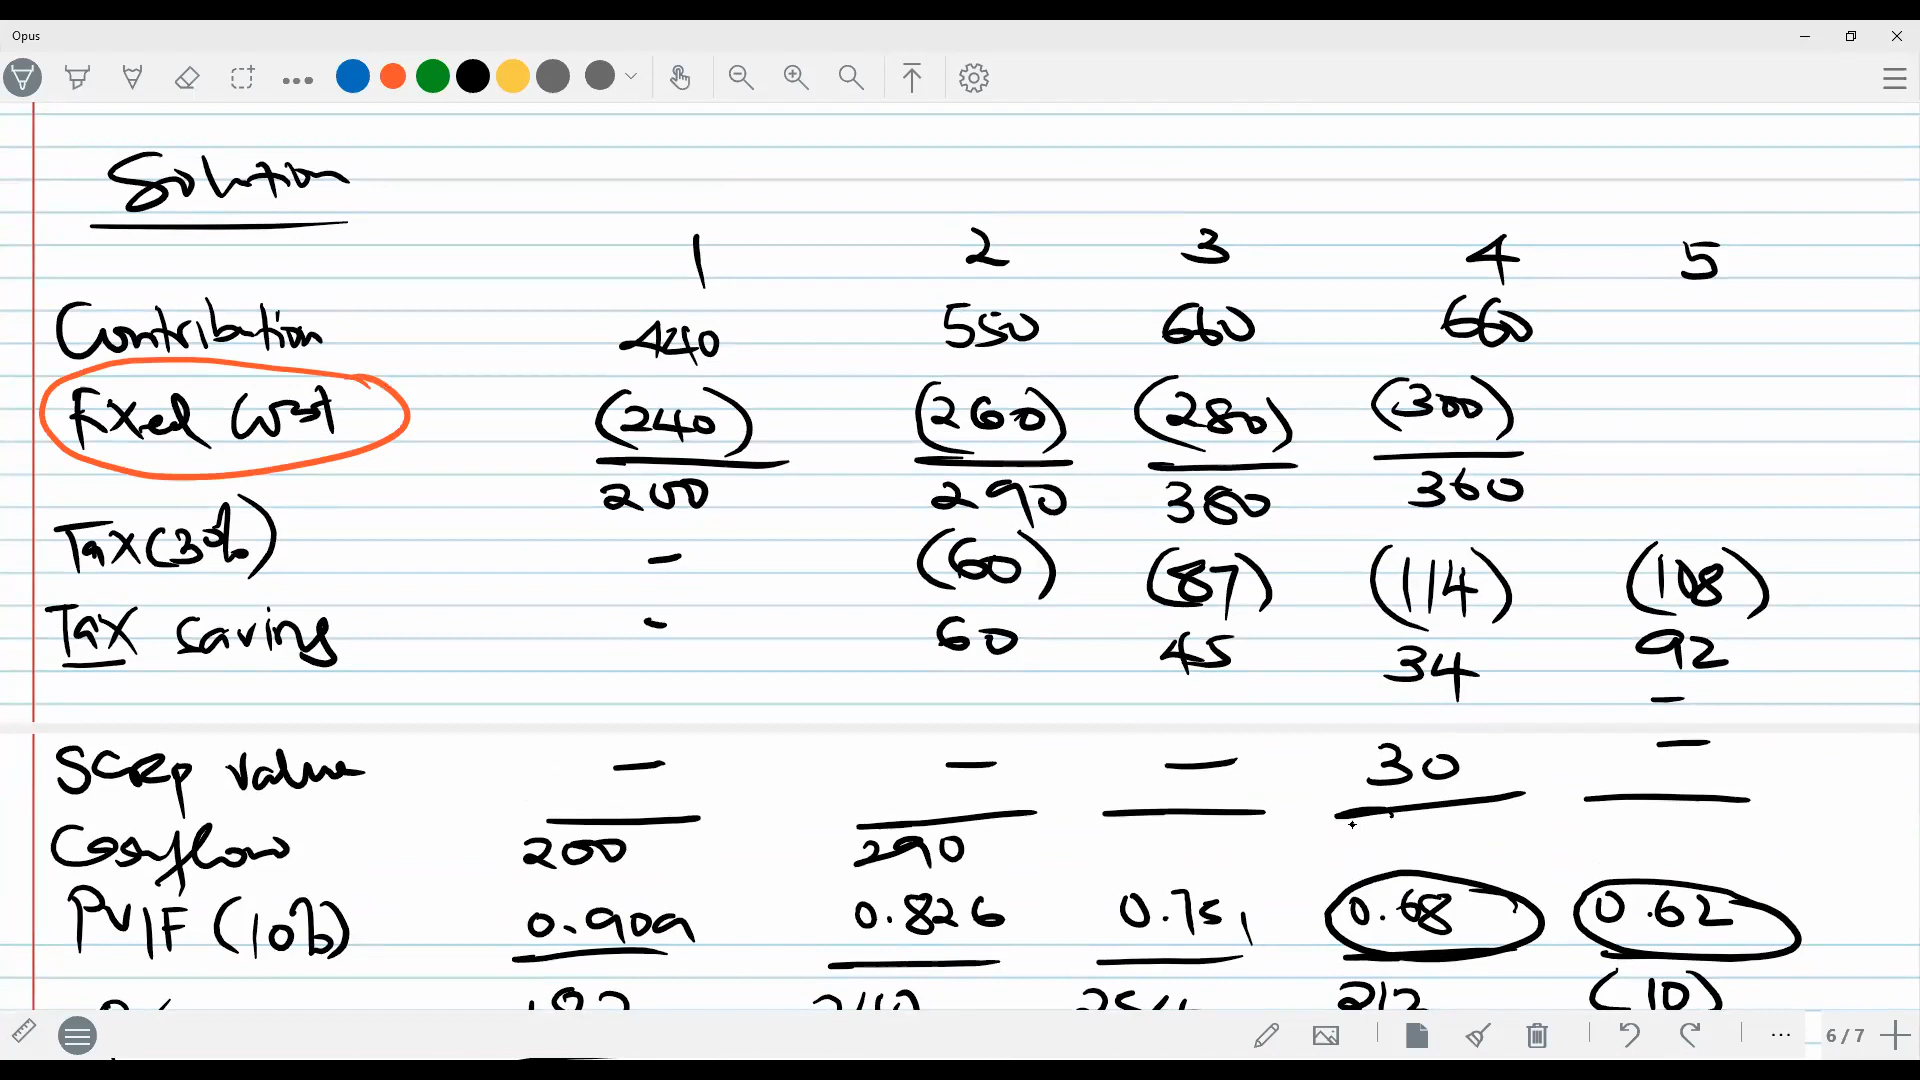 Opus
Solution
1 2 3 4 5
Contribution 440 550 660 660
Fixed Cost (240) (260) (280) (300)
200 290 380 360
Tax (30%) - (60) (87) (114) (108)
Tax saving - 60 45 34 92
-
Scrap value - - - 30 -
Cashflow 200 290
PVIF (10%) 0.909 0.826 0.751 0.68 0.62
(10)
6 / 7